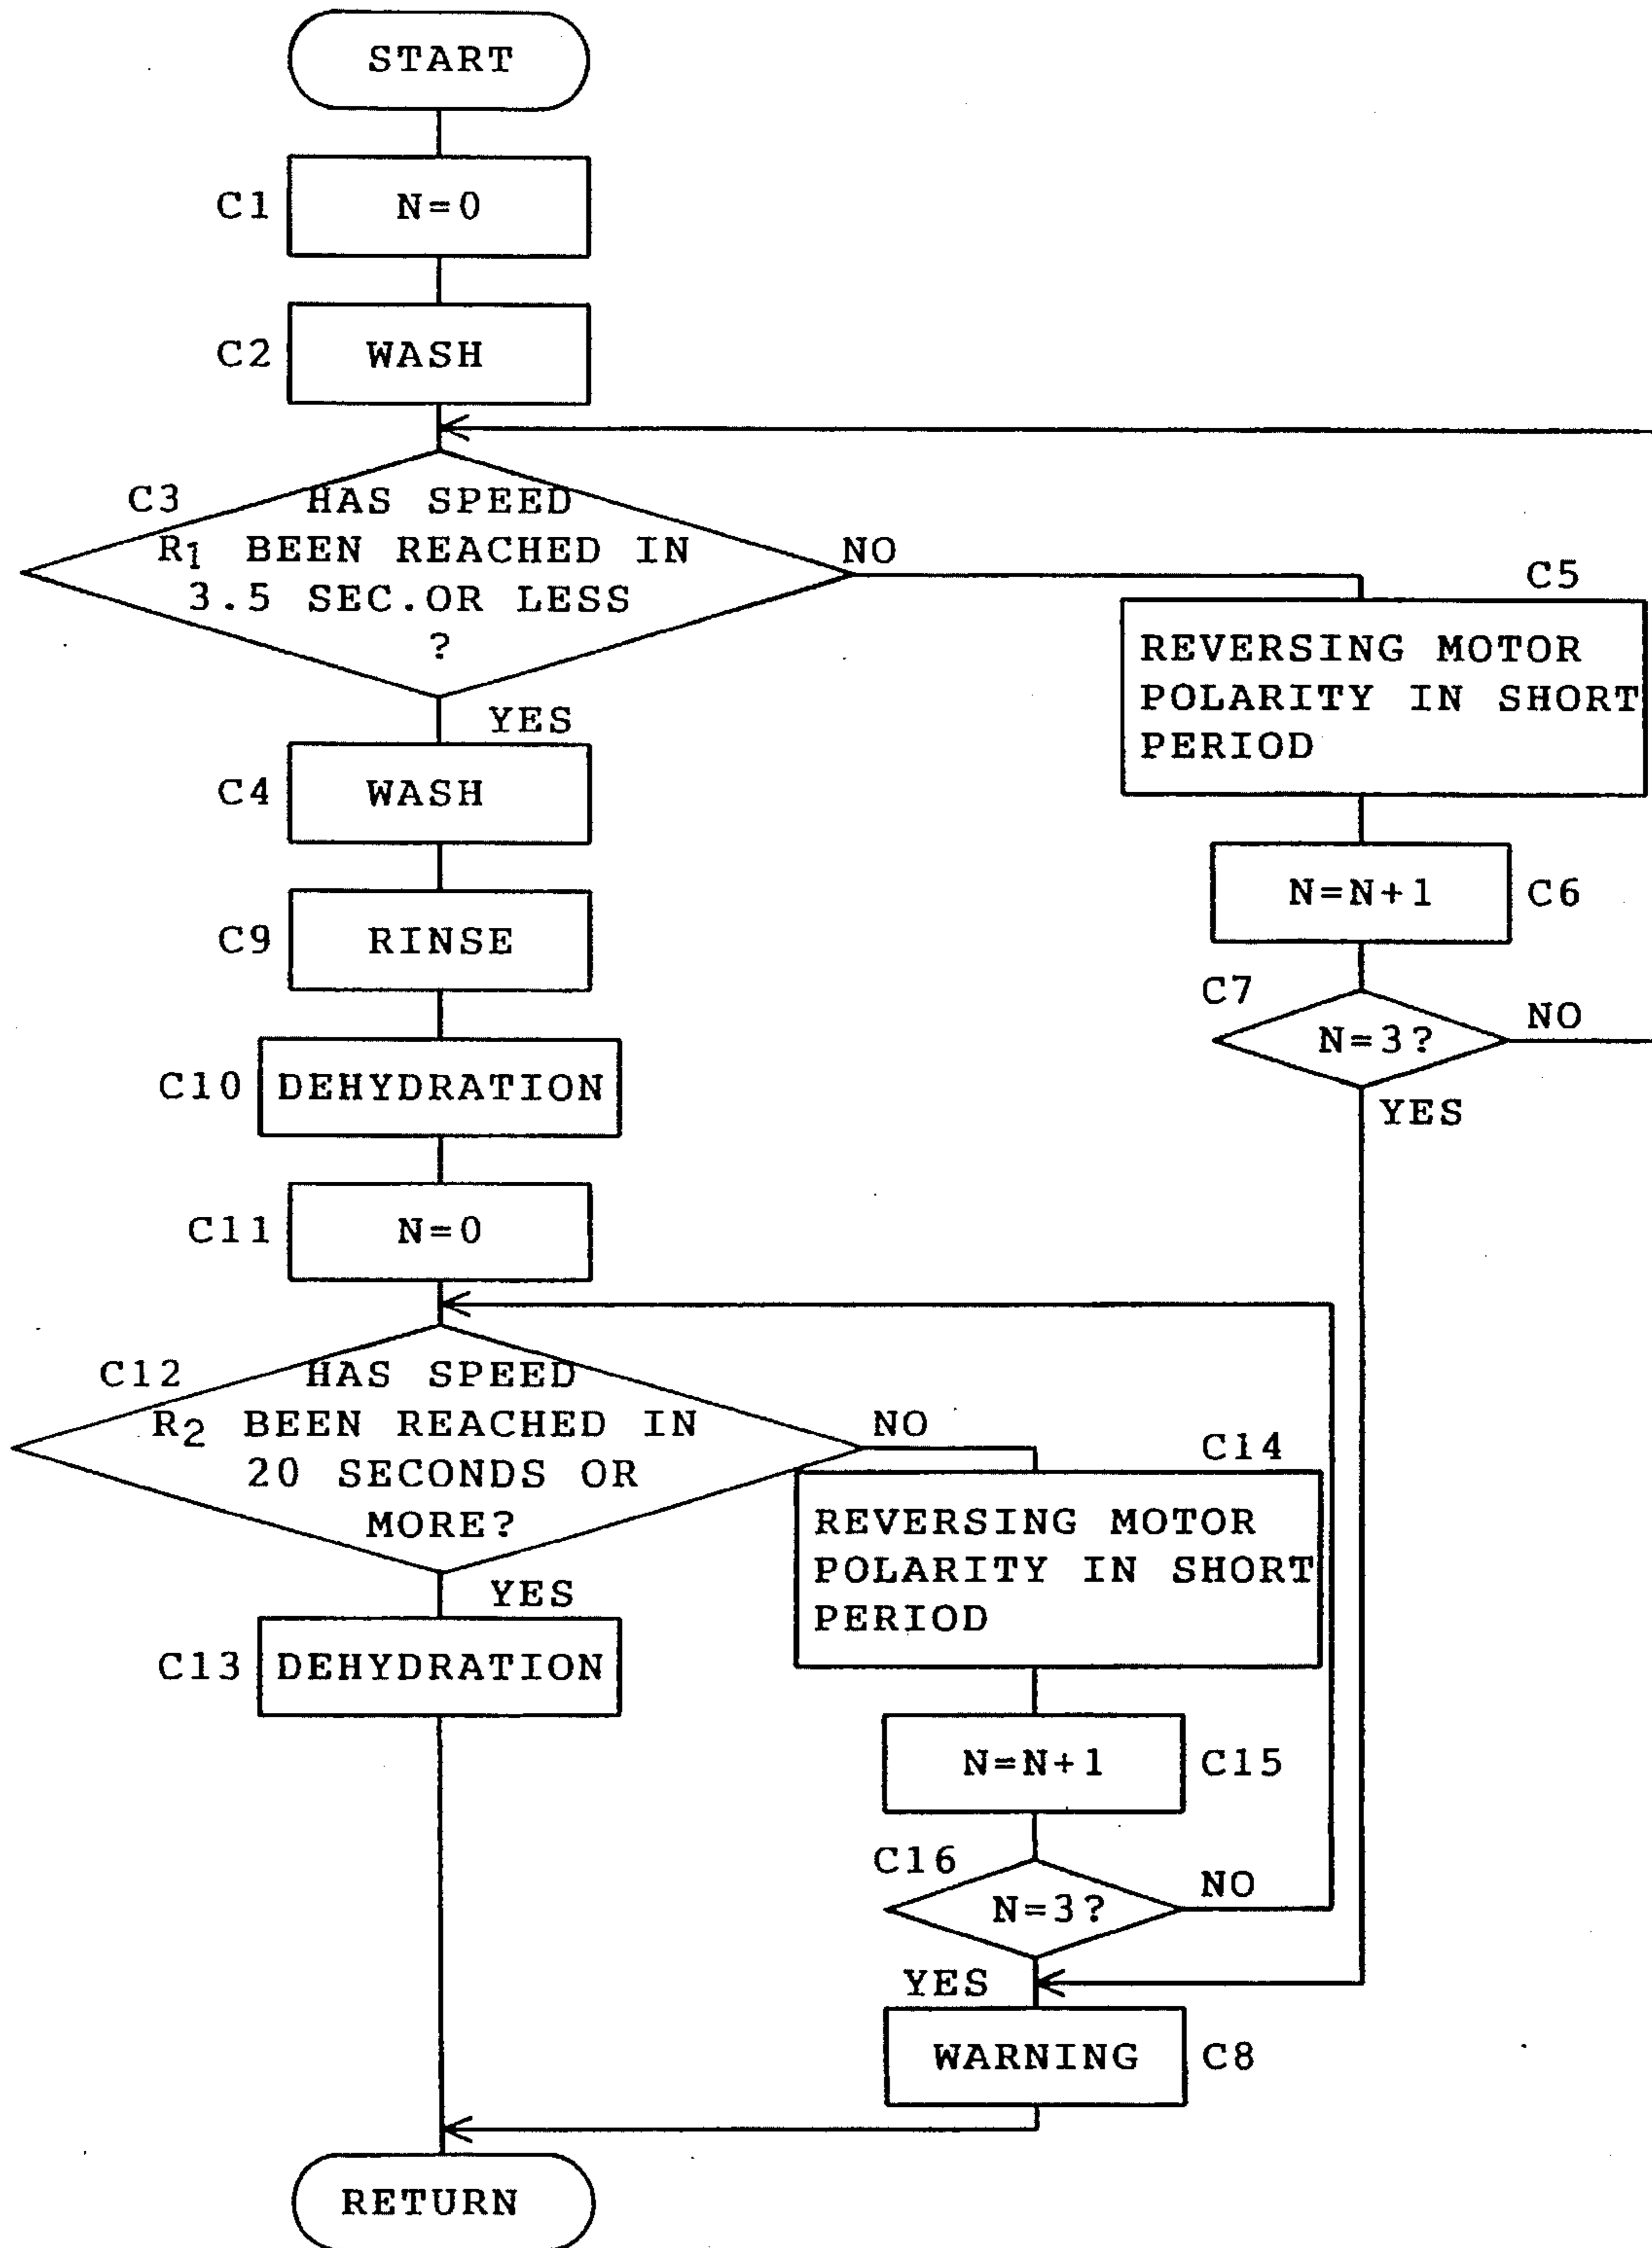 START
C1
N=0
C2
WASH
C3
HAS SPEED
R1 BEEN REACHED IN
3.5 SEC.OR LESS
?
NO
YES
C5
REVERSING MOTOR
POLARITY IN SHORT
PERIOD
C4
WASH
N=N+1
C6
C9
RINSE
C7
N=3?
NO
YES
C10
DEHYDRATION
C11
N=0
C12
HAS SPEED
R2 BEEN REACHED IN
20 SECONDS OR
MORE?
NO
YES
C14
REVERSING MOTOR
POLARITY IN SHORT
PERIOD
C13
DEHYDRATION
N=N+1
C15
C16
N=3?
NO
YES
WARNING
C8
RETURN